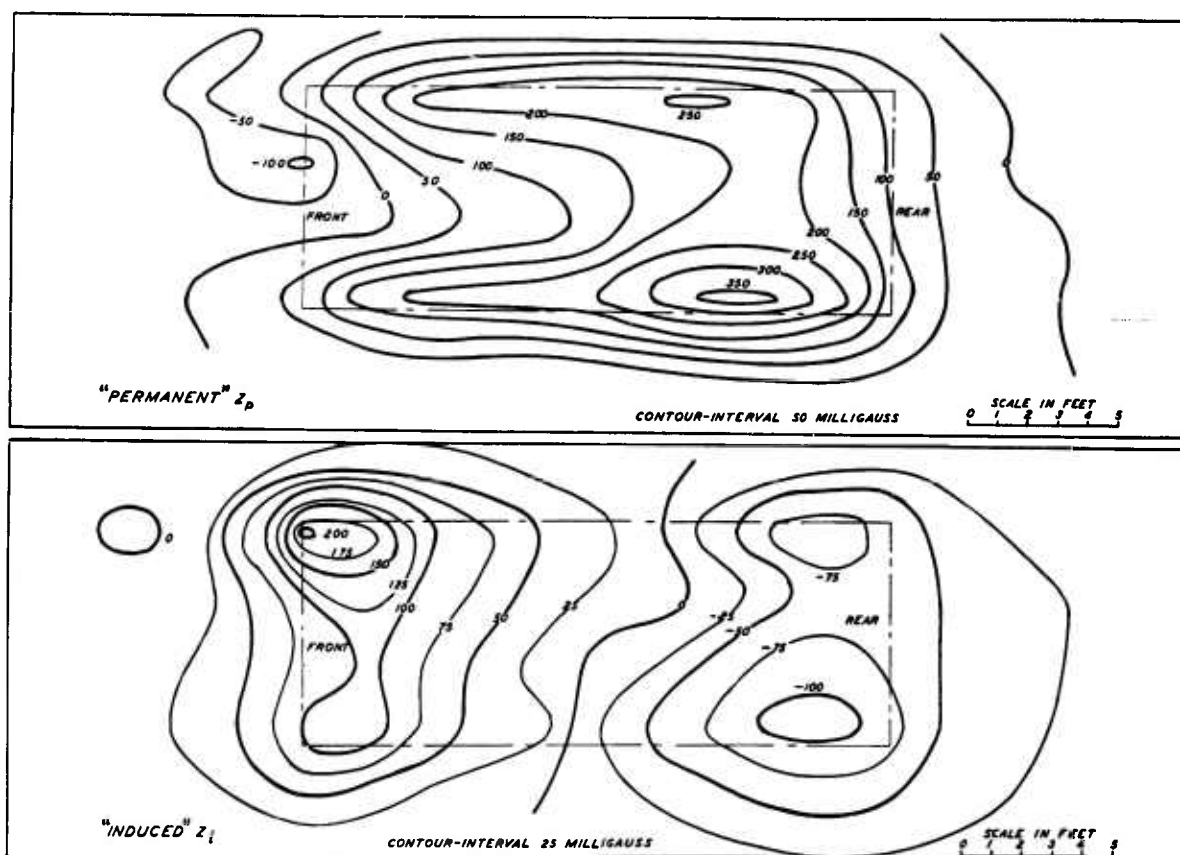 -50
-100
0
50
100
150
200
250
FRONT
REAR
0
50
100
150
200
250
300
350
"PERMANENT" Zp
CONTOUR-INTERVAL 50 MILLIGAUSS
SCALE IN FEET
0 1 2 3 4 5
0
200
175
150
125
100
75
50
25
0
-25
-50
-75
-75
-100
FRONT
REAR
"INDUCED" Zi
CONTOUR-INTERVAL 25 MILLIGAUSS
SCALE IN FEET
0 1 2 3 4 5